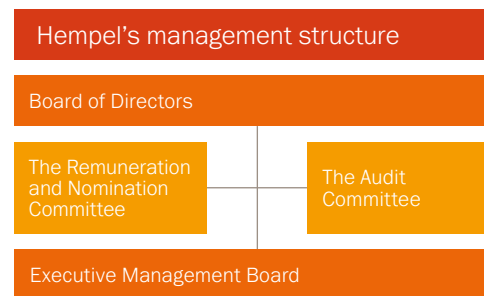 Hempel’s management structure
Board of Directors
The Remuneration
and Nomination
Committee
The Audit
Committee
Executive Management Board